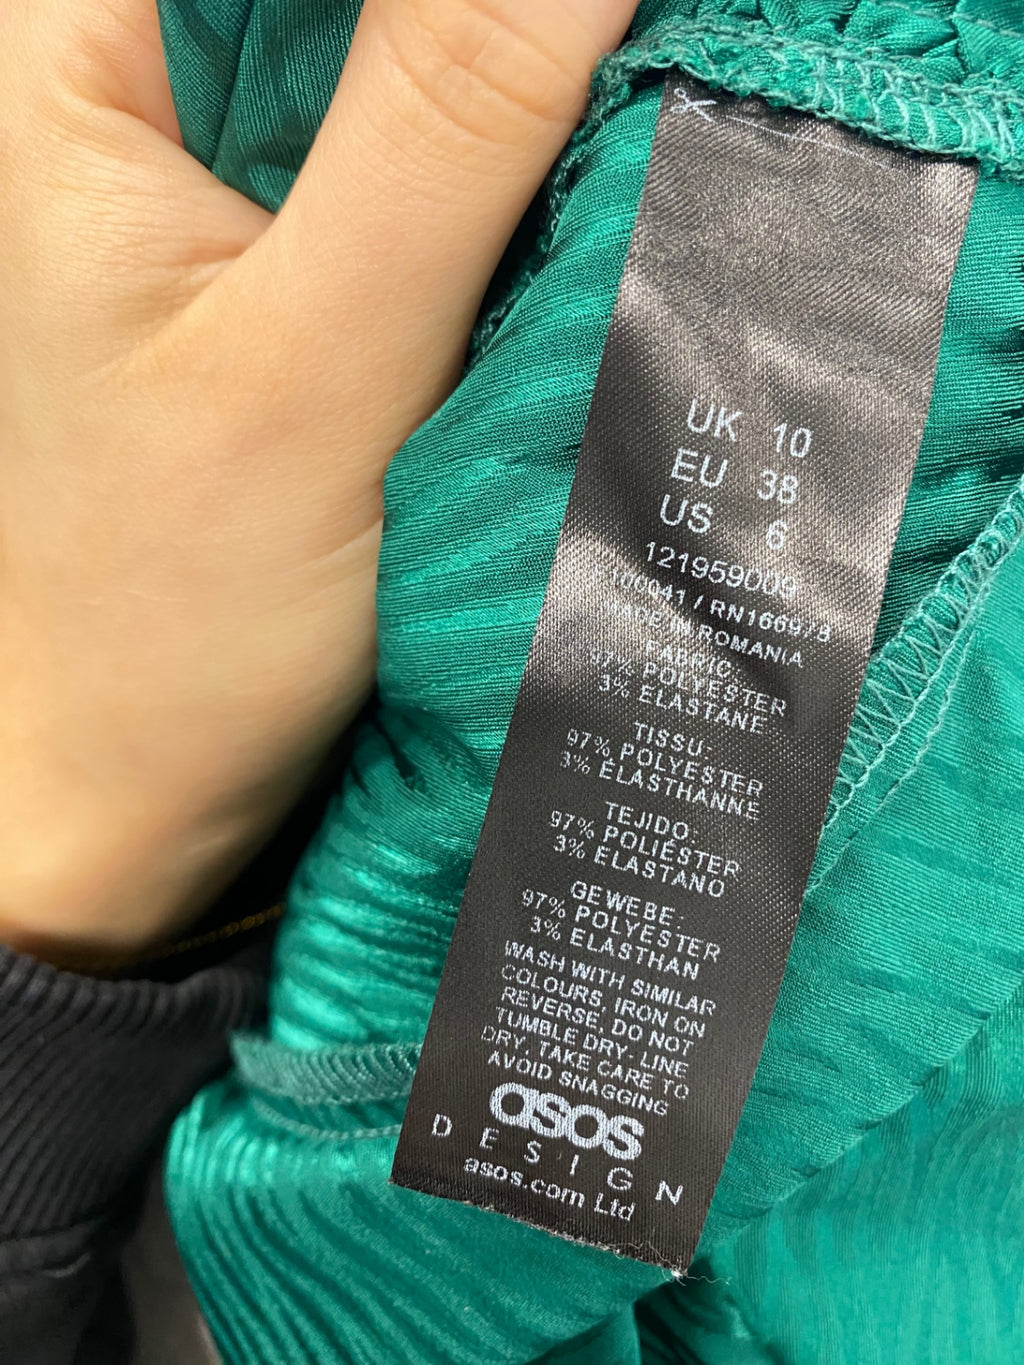 UK 10
EU 38
US 6
121959009
/ RN166978
MADE IN ROMANIA
FABRIC:
97% POLYESTER
3% ELASTANE
TISSU:
97% POLYESTER
3% ELASTHANNE
TEJIDO:
97% POLIÉSTER
3% ELASTANO
GEWEBE:
97% POLYESTER
3% ELASTHAN
WASH WITH SIMILAR
COLOURS, IRON ON
REVERSE, DO NOT
TUMBLE DRY- LINE
DRY, TAKE CARE TO
AVOID SNAGGING
asos
DESIGN
asos.com Ltd